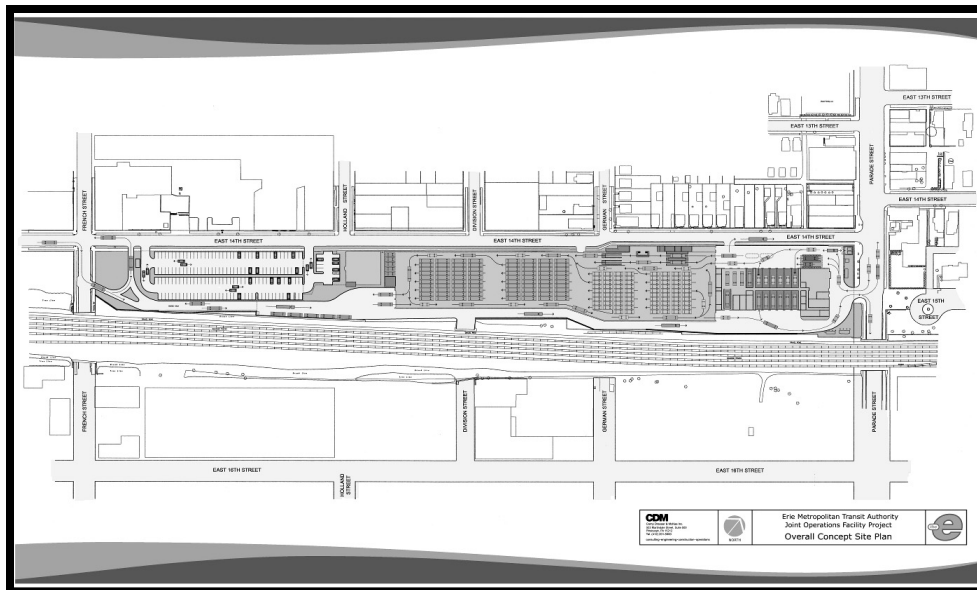 EAST 13TH STREET
EAST 13TH STREET
PARADE STREET
EAST 14TH STREET
FRENCH STREET
HOLLAND STREET
DIVISION STREET
GERMAN STREET
EAST 14TH STREET
EAST 14TH STREET
EAST 14TH STREET
EAST 15TH
STREET
FRENCH STREET
DIVISION STREET
GERMAN STREET
PARADE STREET
EAST 16TH STREET
HOLLAND
STREET
EAST 16TH STREET
CDM
NORTH
Erie Metropolitan Transit Authority
Joint Operations Facility Project
Overall Concept Site Plan
e